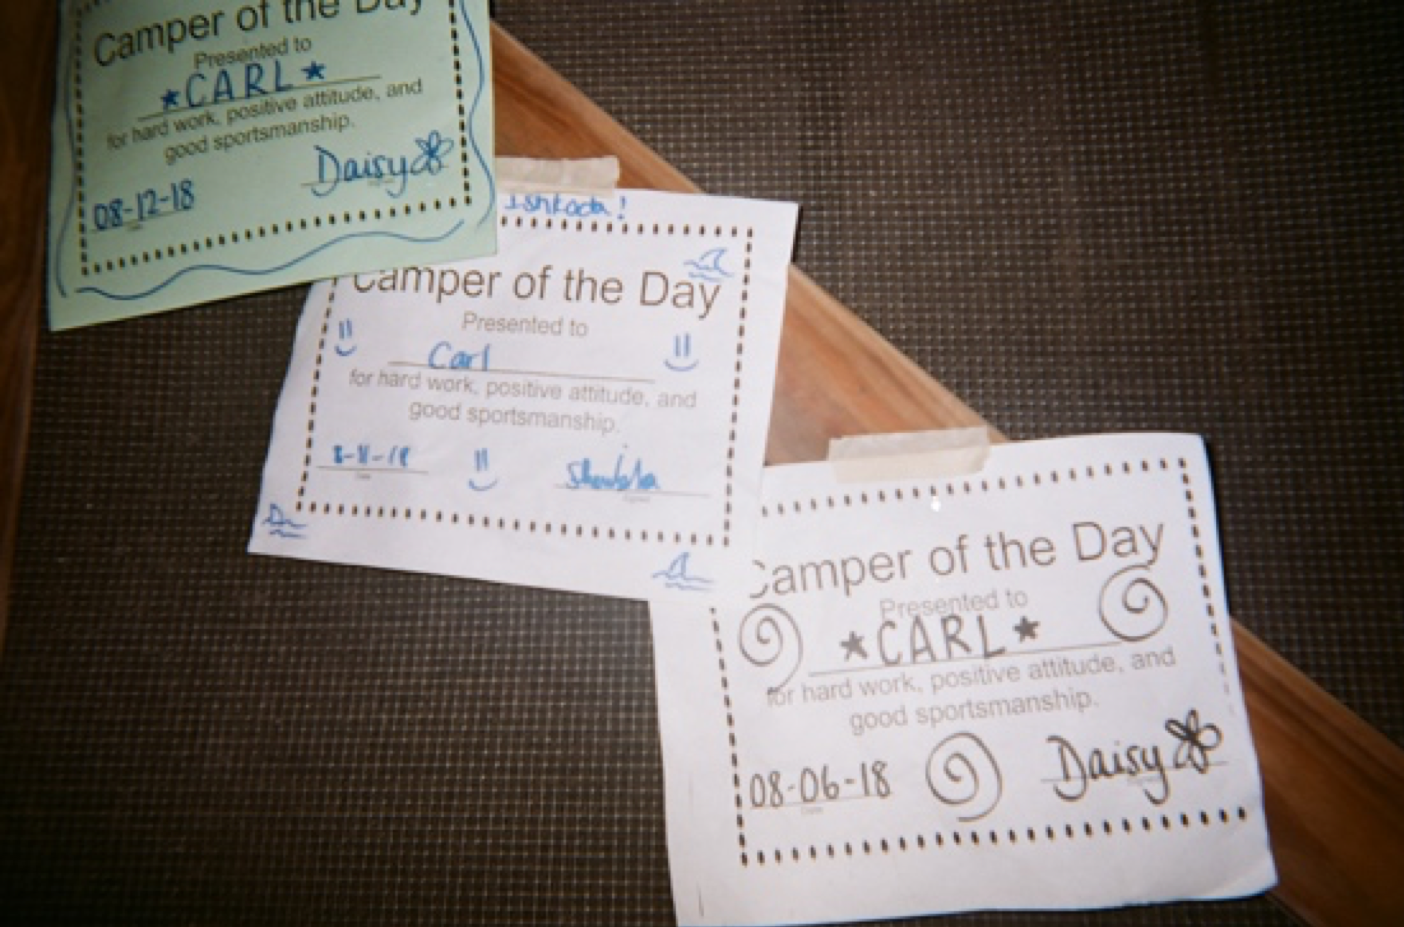 Camper of the Day
Presented to
★CARL★
for hard work, positive attitude, and
good sportsmanship.
08-12-18 Daisy
Camper of the Day
Presented to
Carl
for hard work, positive attitude, and
good sportsmanship.
8-11-18
Camper of the Day
Presented to
★CARL★
for hard work, positive attitude, and
good sportsmanship.
08-06-18 Daisy